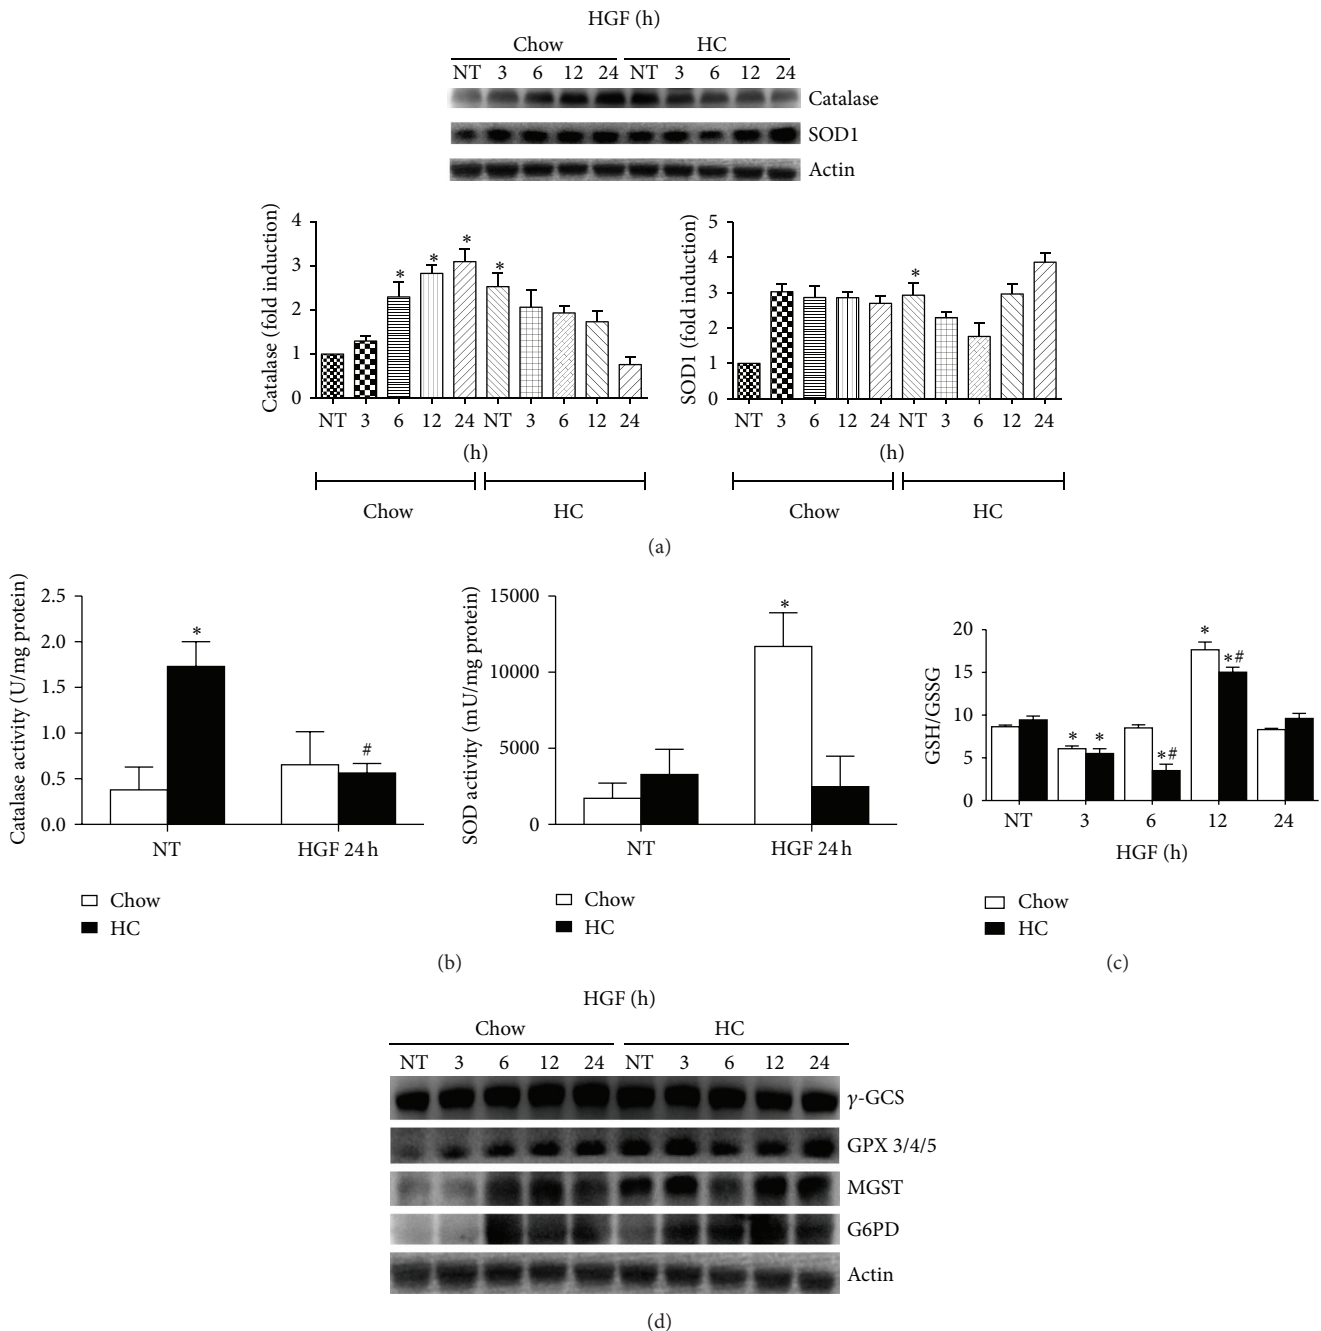 HGF (h)
Chow HC
NT 3 6 12 24 NT 3 6 12 24
Catalase
SOD1
Actin
Catalase (fold induction)
4
3
2
1
0
* * * *
NT 3 6 12 24 NT 3 6 12 24
(h)
Chow HC
SOD1 (fold induction)
5
4
3
2
1
0
*
NT 3 6 12 24 NT 3 6 12 24
(h)
Chow HC
(a)
Catalase activity (U/mg protein)
2.5
2.0
1.5
1.0
0.5
0.0
*
#
NT HGF 24 h
Chow
HC
SOD activity (mU/mg protein)
15000
10000
5000
0
*
NT HGF 24 h
Chow
HC
(b)
GSH/GSSG
20
15
10
5
0
* * *# * *#
NT 3 6 12 24
HGF (h)
Chow
HC
(c)
HGF (h)
Chow HC
NT 3 6 12 24 NT 3 6 12 24
γ-GCS
GPX 3/4/5
MGST
G6PD
Actin
(d)